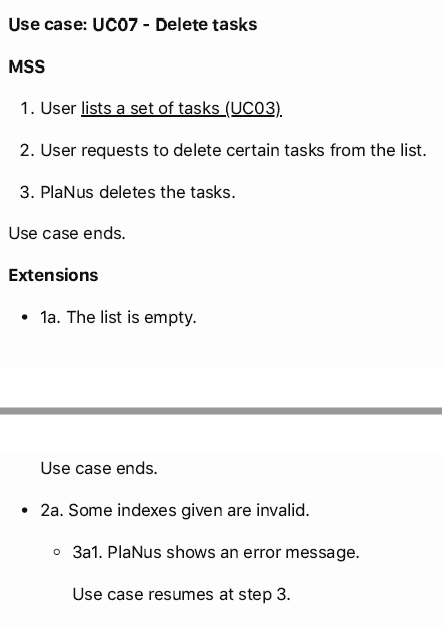 Use case: UC07 - Delete tasks
MSS
1. User lists a set of tasks (UC03)
2. User requests to delete certain tasks from the list.
3. PlaNus deletes the tasks.
Use case ends.
Extensions
• 1a. The list is empty.
Use case ends.
• 2a. Some indexes given are invalid.
◦ 3a1. PlaNus shows an error message.
Use case resumes at step 3.